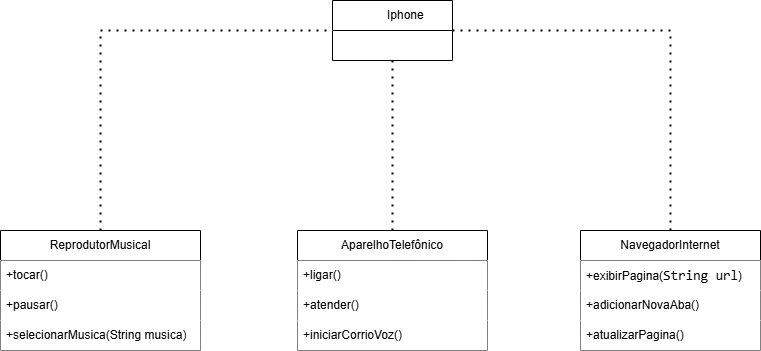 Iphone
ReprodutorMusical
+tocar()
+pausar()
+selecionarMusica(String musica)
AparelhoTelefônico
+ligar()
+atender()
+iniciarCorrioVoz()
NavegadorInternet
+exibirPagina(String url)
+adicionarNovaAba()
+atualizarPagina()